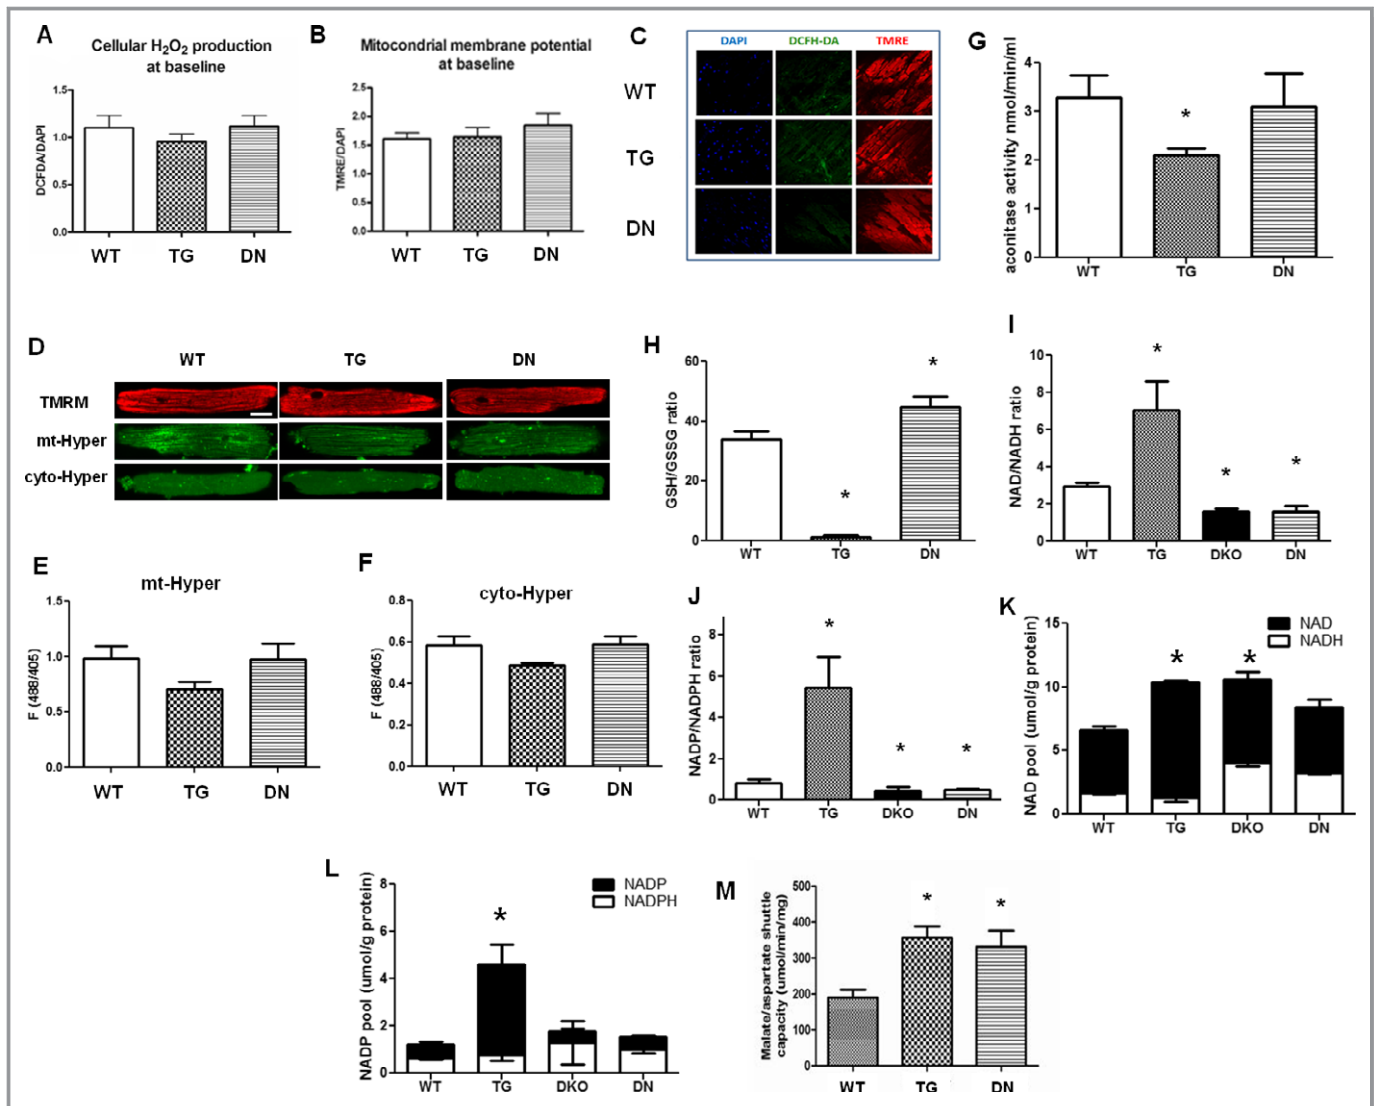 A
Cellular H₂O₂ production
at baseline
DCFDA/DAPI
1.5
1.0
0.5
0.0
WT TG DN
B
Mitocondrial membrane potential
at baseline
TMRE/DAPI
2.5
2.0
1.5
1.0
0.5
0.0
WT TG DN
C
DAPI DCFH-DA TMRE
WT
TG
DN
G
aconitase activity nmol/min/ml
4
3
2
1
0
*
WT TG DN
D
WT TG DN
TMRM
mt-Hyper
cyto-Hyper
H
GSH/GSSG ratio
60
40
20
0
* *
WT TG DN
I
NAD/NADH ratio
10
8
6
4
2
0
* * *
WT TG DKO DN
E
mt-Hyper
F (488/405)
1.5
1.0
0.5
0.0
WT TG DN
F
cyto-Hyper
F (488/405)
0.8
0.6
0.4
0.2
0.0
WT TG DN
J
NADP/NADPH ratio
8
6
4
2
0
* * *
WT TG DKO DN
K
NAD
NADH
NAD pool (umol/g protein)
15
10
5
0
* *
WT TG DKO DN
L
NADP
NADPH
NADP pool (umol/g protein)
8
6
4
2
0
*
WT TG DKO DN
M
Malate/aspartate shuttle
capacity (umol/min/mg)
500
400
300
200
100
0
* *
WT TG DN